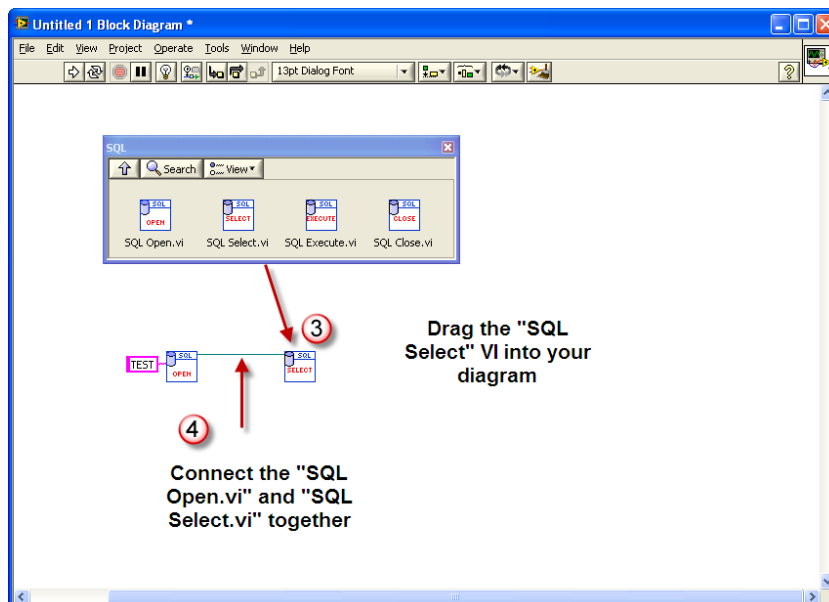 Untitled 1 Block Diagram *
File Edit View Project Operate Tools Window Help
13pt Dialog Font
SQL
Search View
SQL SQL SQL SQL
OPEN SELECT EXECUTE CLOSE
SQL Open.vi SQL Select.vi SQL Execute.vi SQL Close.vi
3
Drag the "SQL
Select" VI into your
diagram
TEST
SQL
OPEN
SQL
SELECT
4
Connect the "SQL
Open.vi" and "SQL
Select.vi" together